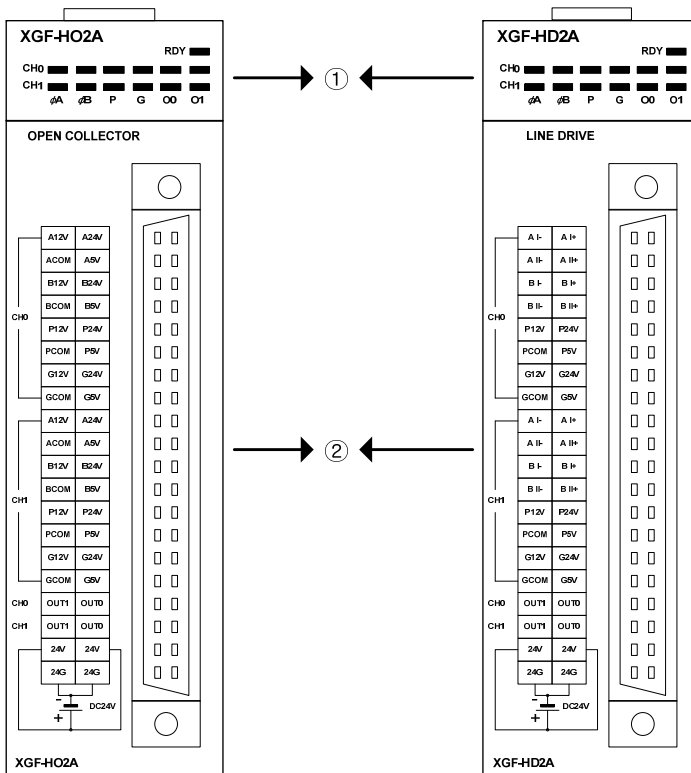 XGF-HO2A
RDY
CH0
CH1
ϕA ϕB P G O0 O1
OPEN COLLECTOR
CH0
A12V A24V
ACOM A5V
B12V B24V
BCOM B5V
P12V P24V
PCOM P5V
G12V G24V
GCOM G5V
CH1
A12V A24V
ACOM A5V
B12V B24V
BCOM B5V
P12V P24V
PCOM P5V
G12V G24V
GCOM G5V
CH0 OUT1 OUT0
CH1 OUT1 OUT0
24V 24V
24G 24G
- DC24V
+
XGF-HO2A
①
②
XGF-HD2A
RDY
CH0
CH1
ϕA ϕB P G O0 O1
LINE DRIVE
CH0
A I- A I+
A II- A II+
B I- B I+
B II- B II+
P12V P24V
PCOM P5V
G12V G24V
GCOM G5V
CH1
A I- A I+
A II- A II+
B I- B I+
B II- B II+
P12V P24V
PCOM P5V
G12V G24V
GCOM G5V
CH0 OUT1 OUT0
CH1 OUT1 OUT0
24V 24V
24G 24G
- DC24V
+
XGF-HD2A